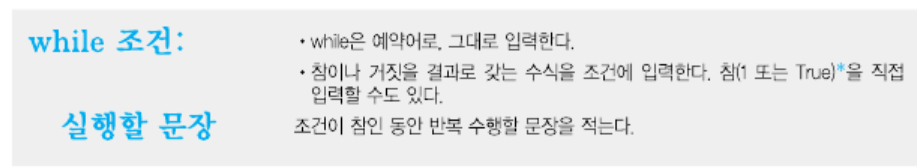 while 조건:
• while은 예약어로, 그대로 입력한다.
• 참이나 거짓을 결과로 갖는 수식을 조건에 입력한다. 참(1 또는 True)*을 직접
입력할 수도 있다.
실행할 문장
조건이 참인 동안 반복 수행할 문장을 적는다.